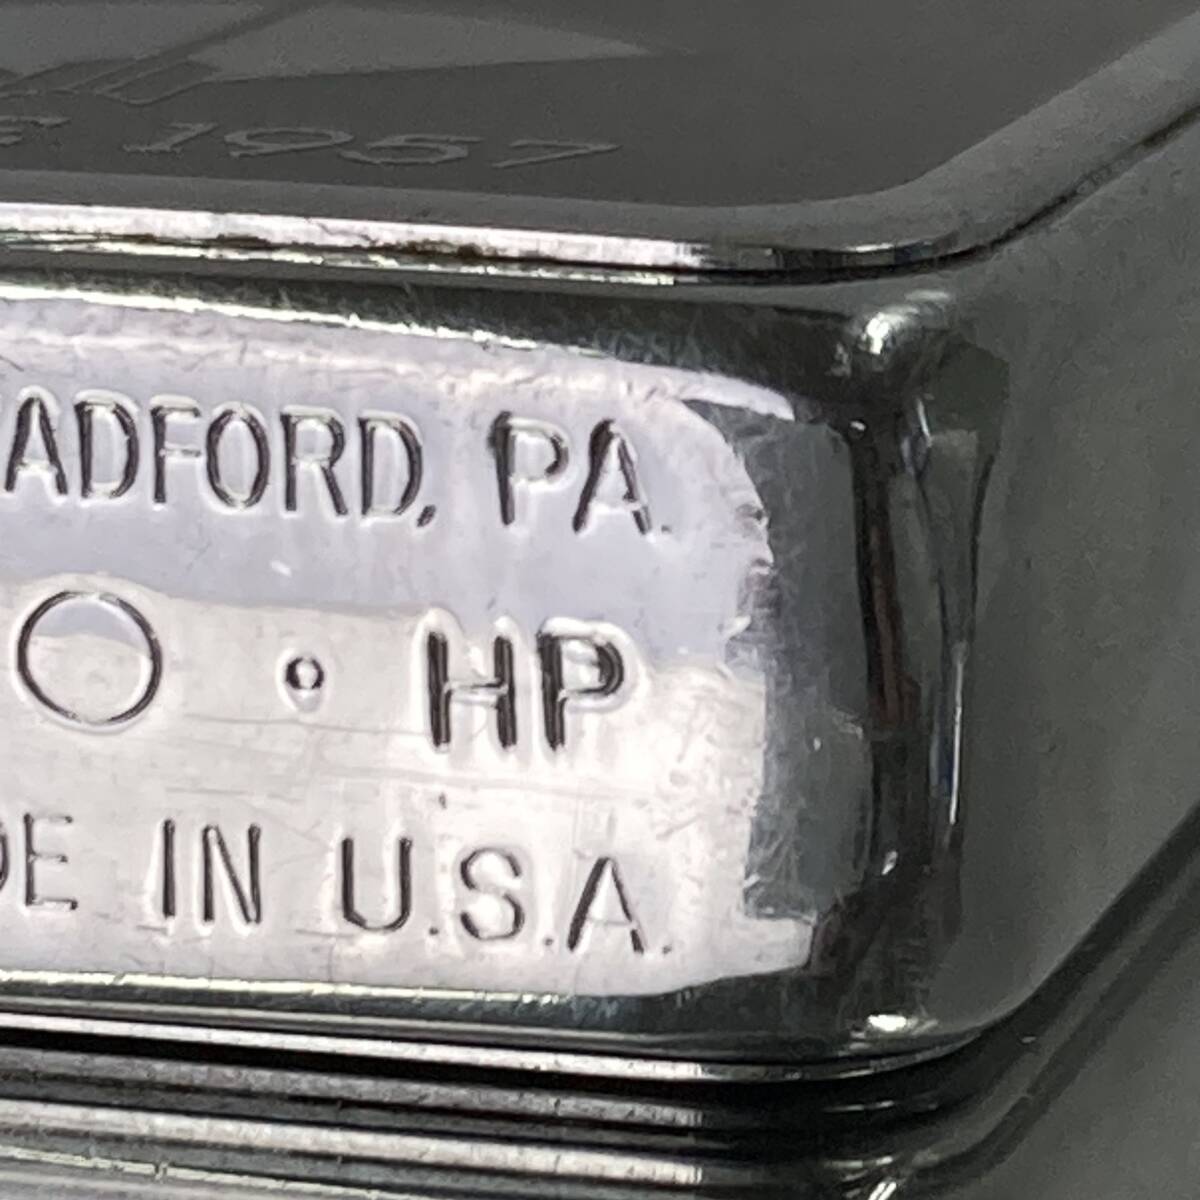 1957
ADFORD, PA.
O • HP
DE IN U.S.A.